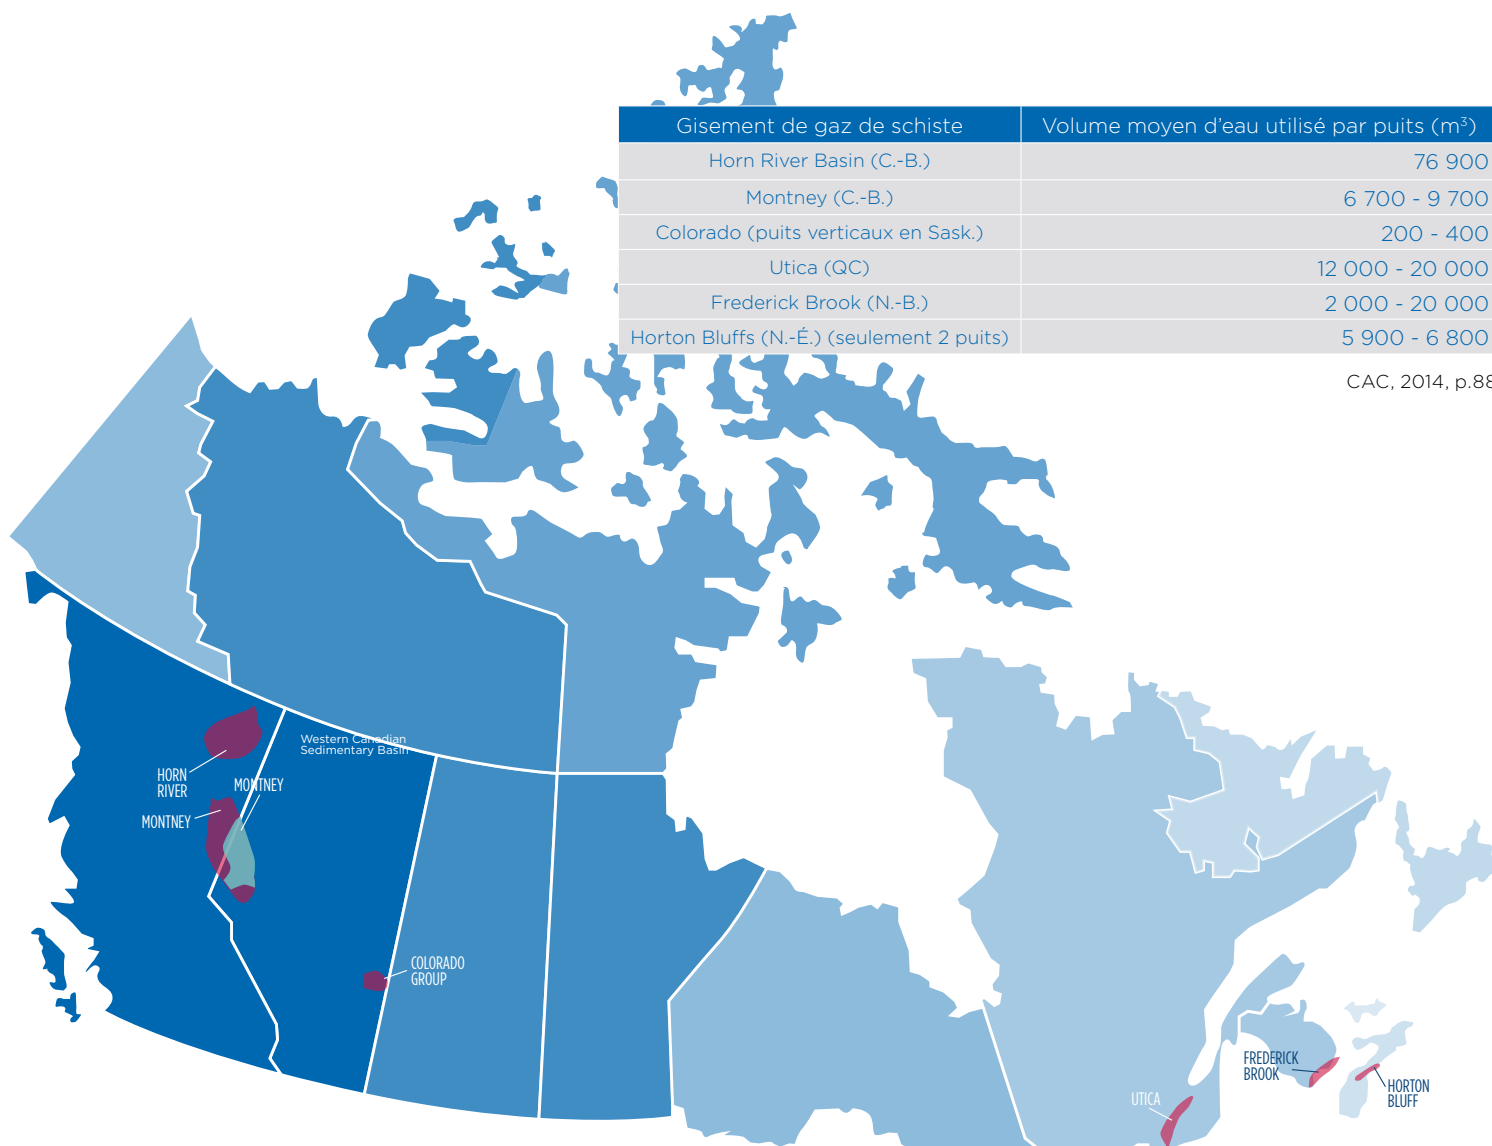 Gisement de gaz de schiste Volume moyen d'eau utilisé par puits (m³)
Horn River Basin (C.-B.) 76 900
Montney (C.-B.) 6 700 - 9 700
Colorado (puits verticaux en Sask.) 200 - 400
Utica (QC) 12 000 - 20 000
Frederick Brook (N.-B.) 2 000 - 20 000
Horton Bluffs (N.-É.) (seulement 2 puits) 5 900 - 6 800
CAC, 2014, p.88
Western Canadian
Sedimentary Basin
HORN
RIVER
MONTNEY
MONTNEY
COLORADO
GROUP
FREDERICK
BROOK
HORTON
BLUFF
UTICA